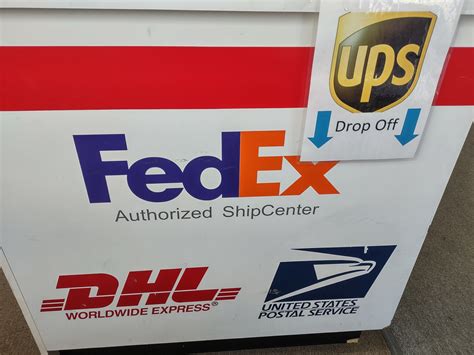 ups
Drop Off
FedEx
Authorized ShipCenter
DHL
WORLDWIDE EXPRESS®
UNITED STATES
POSTAL SERVICE